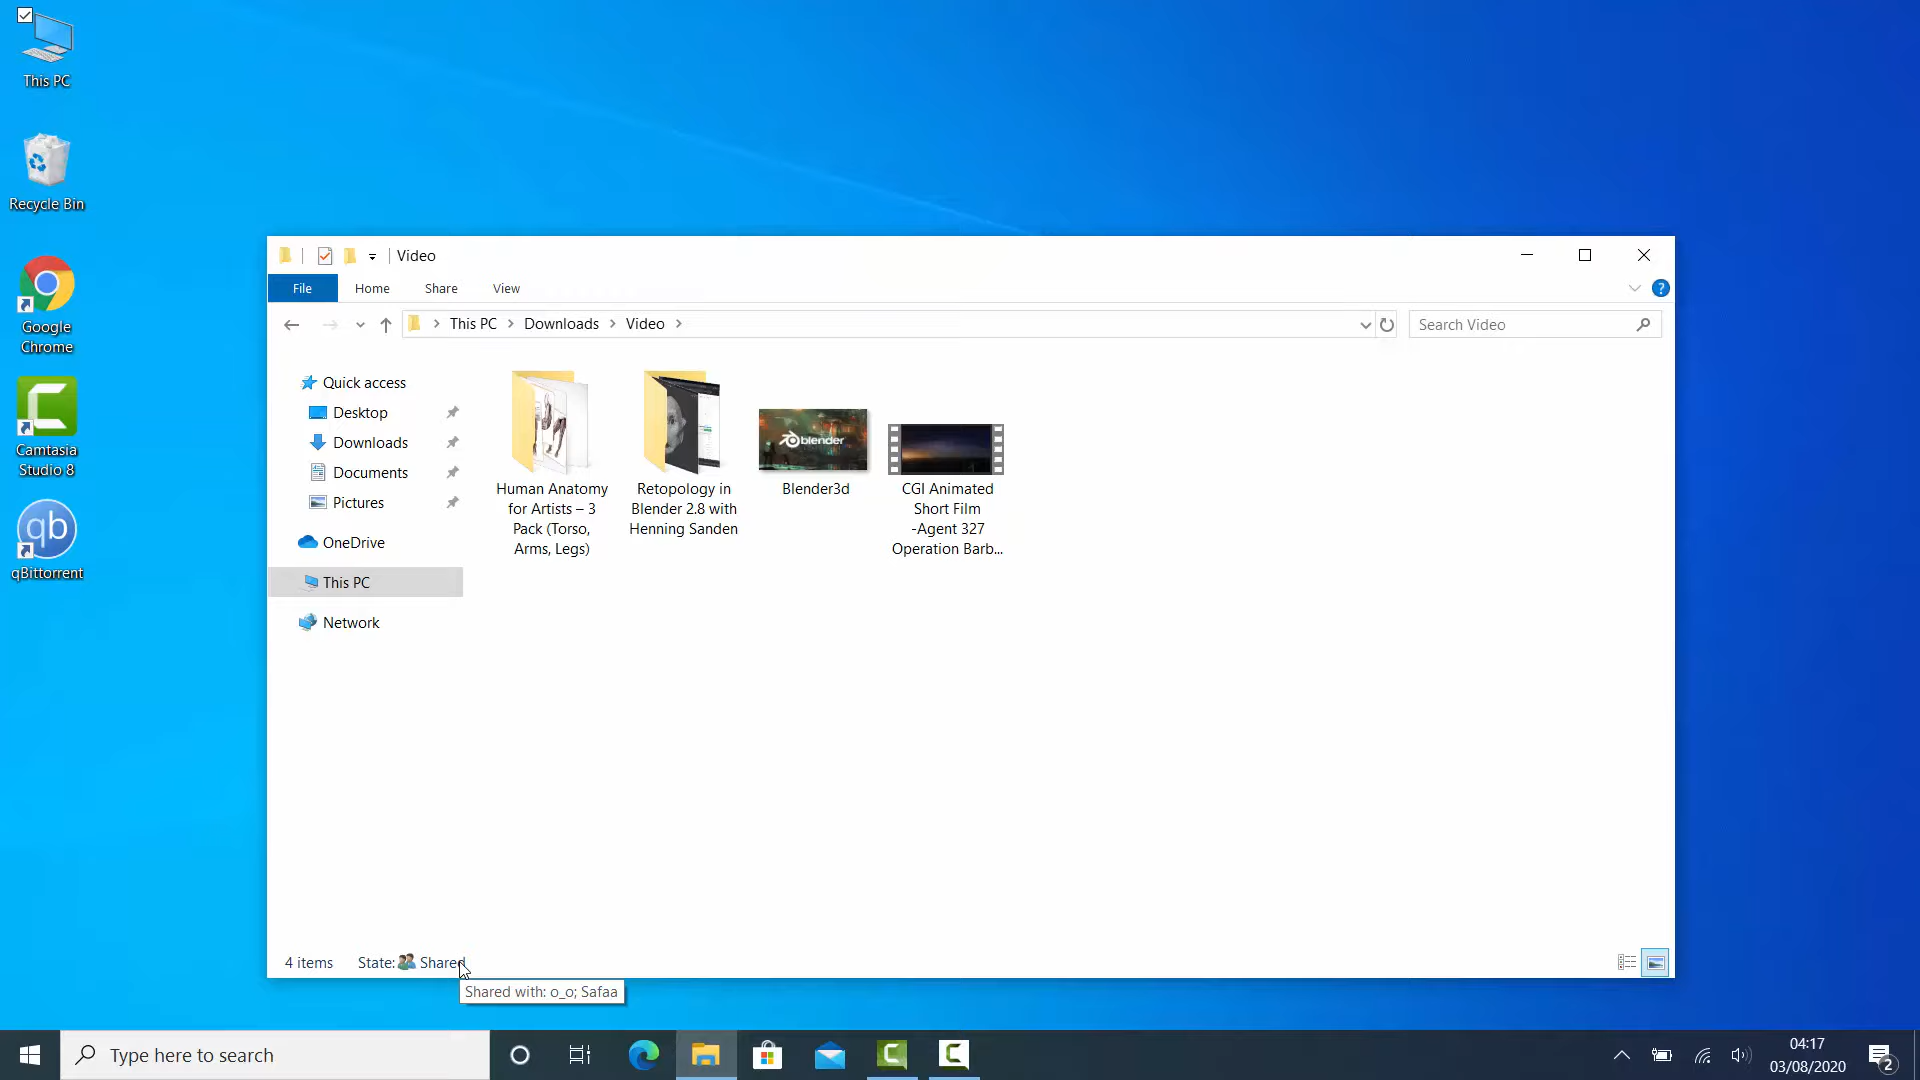 This PC
Recycle Bin
Google
Chrome
Camtasia
Studio 8
qb
qBittorrent
Video
File
Home
Share
View
?
This PC
Downloads
Video
Search Video
Quick access
Desktop
Downloads
Documents
Pictures
OneDrive
This PC
Network
Human Anatomy
for Artists – 3
Pack (Torso,
Arms, Legs)
Retopology in
Blender 2.8 with
Henning Sanden
blender
Blender3d
CGI Animated
Short Film
-Agent 327
Operation Barb...
4 items
State:
Shared
Shared with: o_o; Safaa
Type here to search
04:17
03/08/2020
2